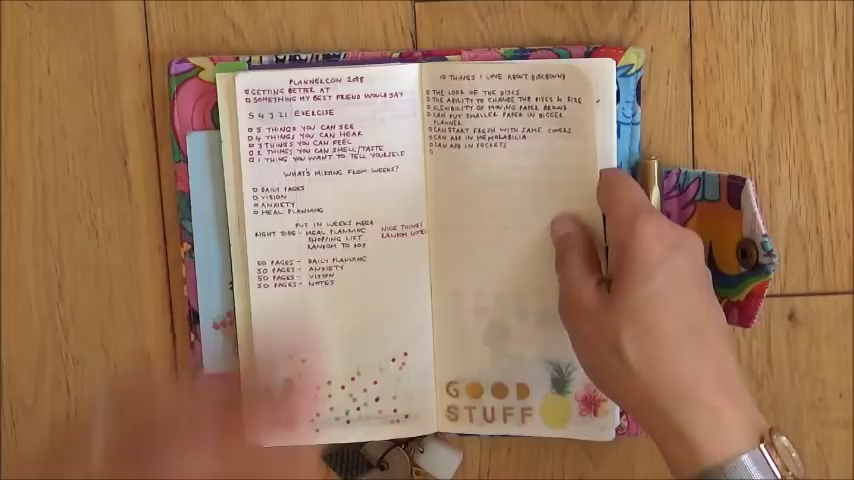 PLANNERCON 2018
GETTING BETTER AT
SOMETHING MY BEST FRIEND WOULD SAY
5 4 3 2 1 EXERCISE
5 THINGS YOU CAN SEE
4 THINGS YOU CAN HEAR
3 THINGS YOU CAN FEEL
2 THINGS YOU CAN SMELL/TASTE
1 THING YOU WANT TO TELL YOURSELF
WHAT'S MISSING FROM WEEKS?
DAILY PAGES
VISION
ANXIETY
MEAL PLANNING
PUT IN WEEKS MEGA
RIGHT SIDE - MEAL PLANNING
SHOPPING LIST
RANDOM TO DOS
NICE THINGS
RANDOM NOTES
50 PAGES - DAILY PLANNING
50 PAGES - ANXIETY
50 PAGES - VISION
50 PAGES - NOTES
10 THINGS I LOVE ABOUT DISCBOUND
THE LOOK OF THE DISCS
THE ABILITY TO CHANGE THE DISCS & SIZE
FLEXIBILITY OF MOVING PAPER AROUND
CAN PUT SMALLER PAPER IN BIGGER
PLANNER
CAN START FRESH WITH SAME COVERS
CAN ADD IN MEMORABILIA
CAN ADD IN POCKETS
GOOD
STUFF